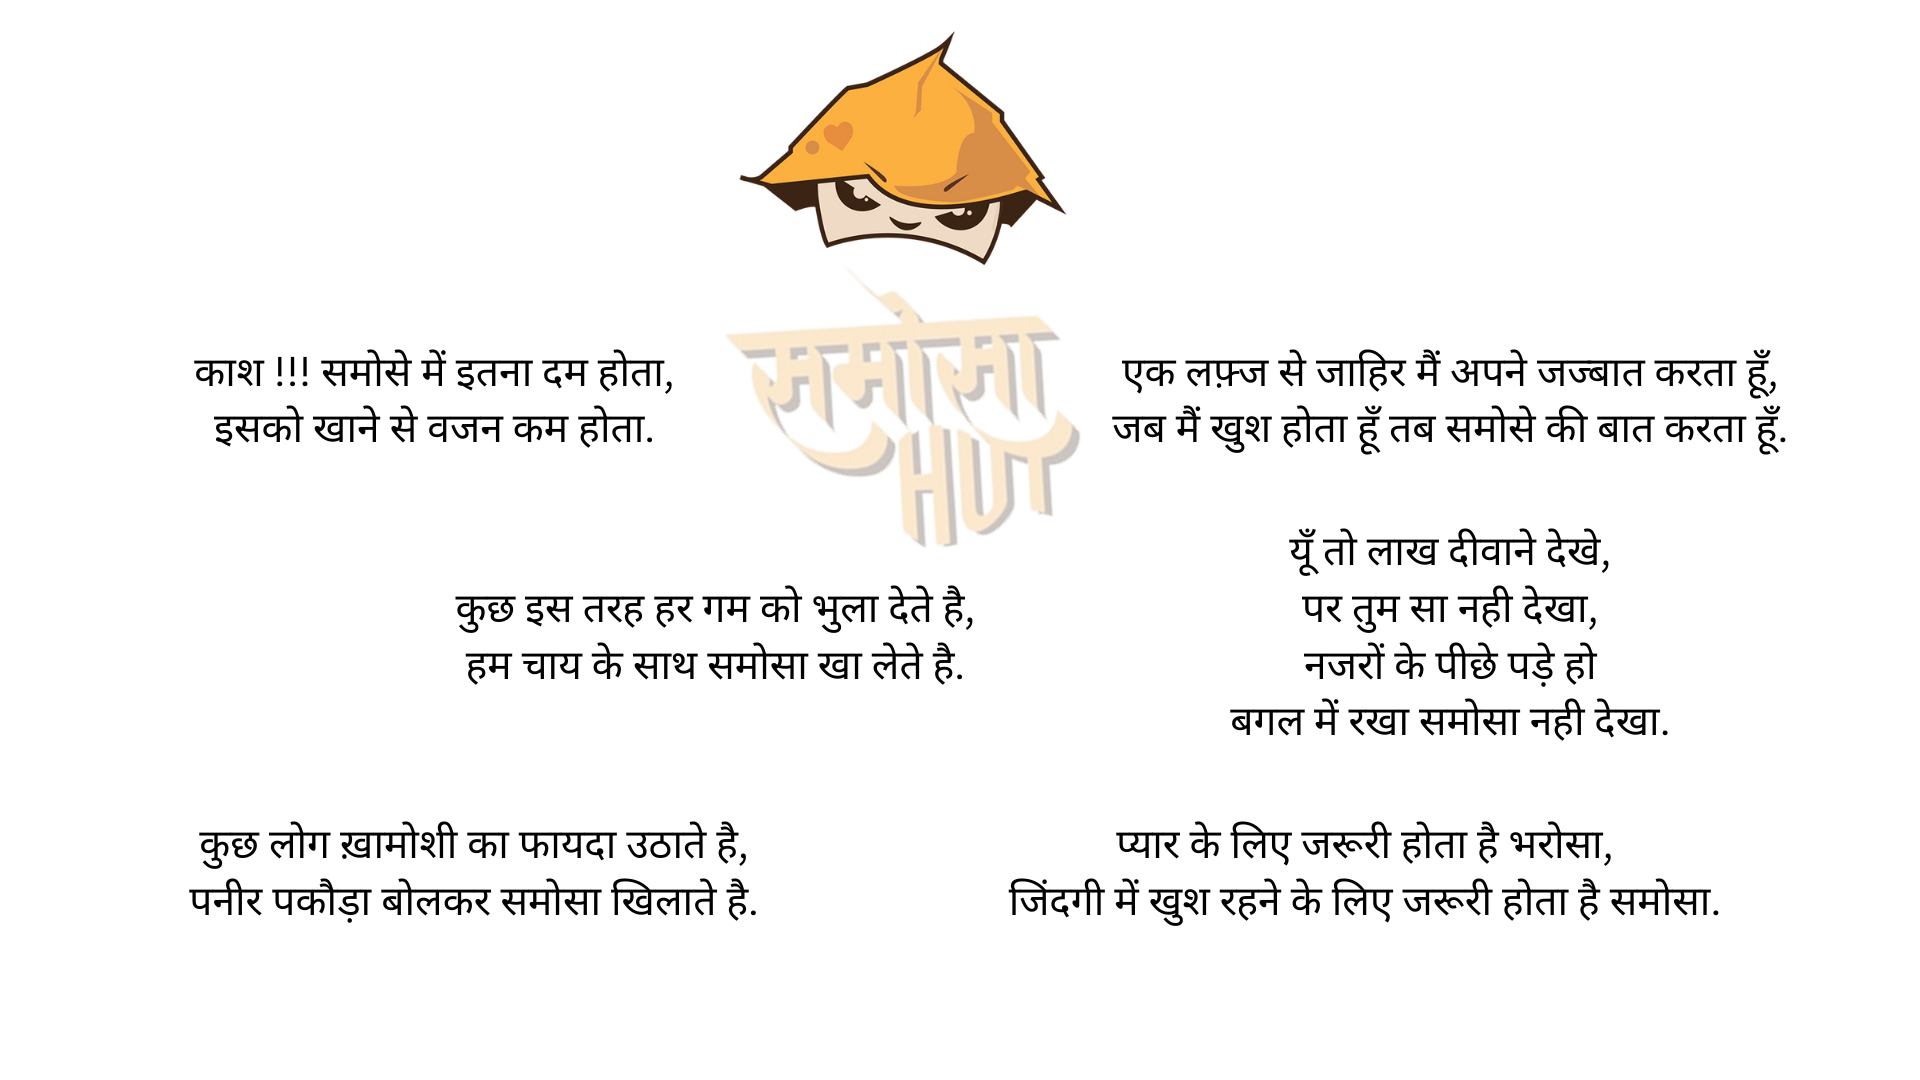 समोसा
HUT
काश !!! समोसे में इतना दम होता,
इसको खाने से वजन कम होता.
एक लफ़्ज से जाहिर मैं अपने जज्बात करता हूँ,
जब मैं खुश होता हूँ तब समोसे की बात करता हूँ.
कुछ इस तरह हर गम को भुला देते है,
हम चाय के साथ समोसा खा लेते है.
यूँ तो लाख दीवाने देखे,
पर तुम सा नही देखा,
नजरों के पीछे पड़े हो
बगल में रखा समोसा नही देखा.
कुछ लोग ख़ामोशी का फायदा उठाते है,
पनीर पकौड़ा बोलकर समोसा खिलाते है.
प्यार के लिए जरूरी होता है भरोसा,
जिंदगी में खुश रहने के लिए जरूरी होता है समोसा.